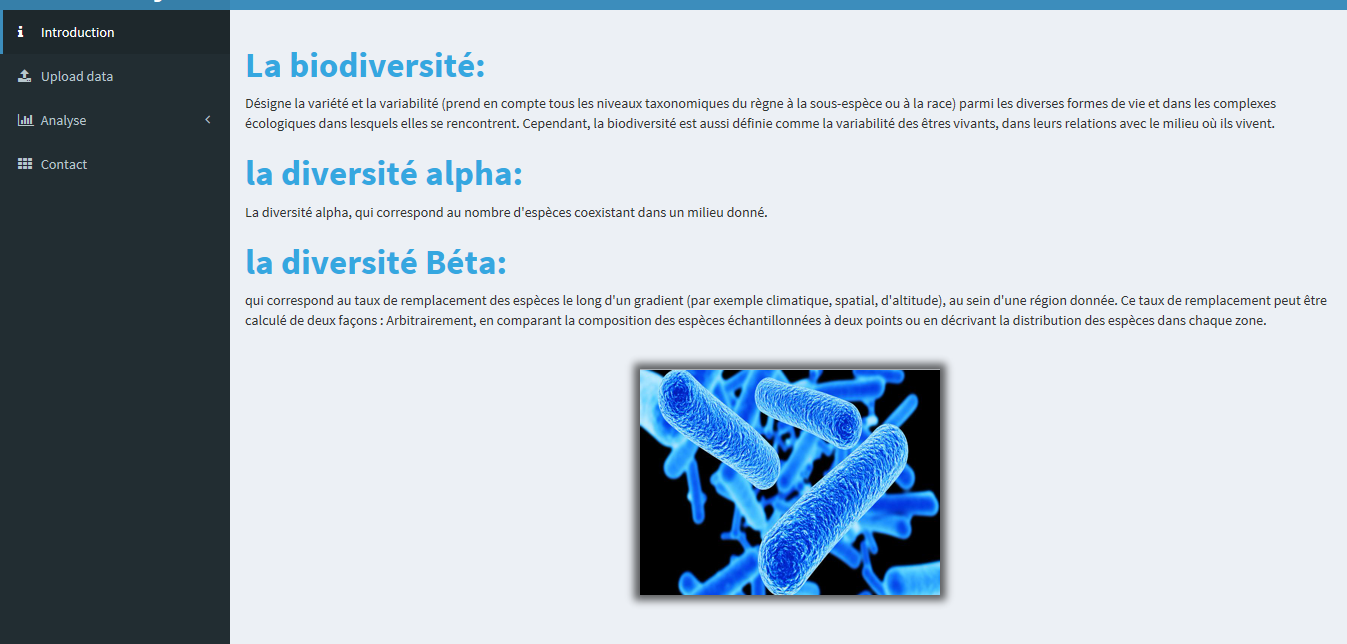 Introduction
Upload data
Analyse
Contact
La biodiversité:
Désigne la variété et la variabilité (prend en compte tous les niveaux taxonomiques du règne à la sous-espèce ou à la race) parmi les diverses formes de vie et dans les complexes
écologiques dans lesquels elles se rencontrent. Cependant, la biodiversité est aussi définie comme la variabilité des êtres vivants, dans leurs relations avec le milieu où ils vivent.
la diversité alpha:
La diversité alpha, qui correspond au nombre d'espèces coexistant dans un milieu donné.
la diversité Béta:
qui correspond au taux de remplacement des espèces le long d'un gradient (par exemple climatique, spatial, d'altitude), au sein d'une région donnée. Ce taux de remplacement peut être
calculé de deux façons : Arbitrairement, en comparant la composition des espèces échantillonnées à deux points ou en décrivant la distribution des espèces dans chaque zone.